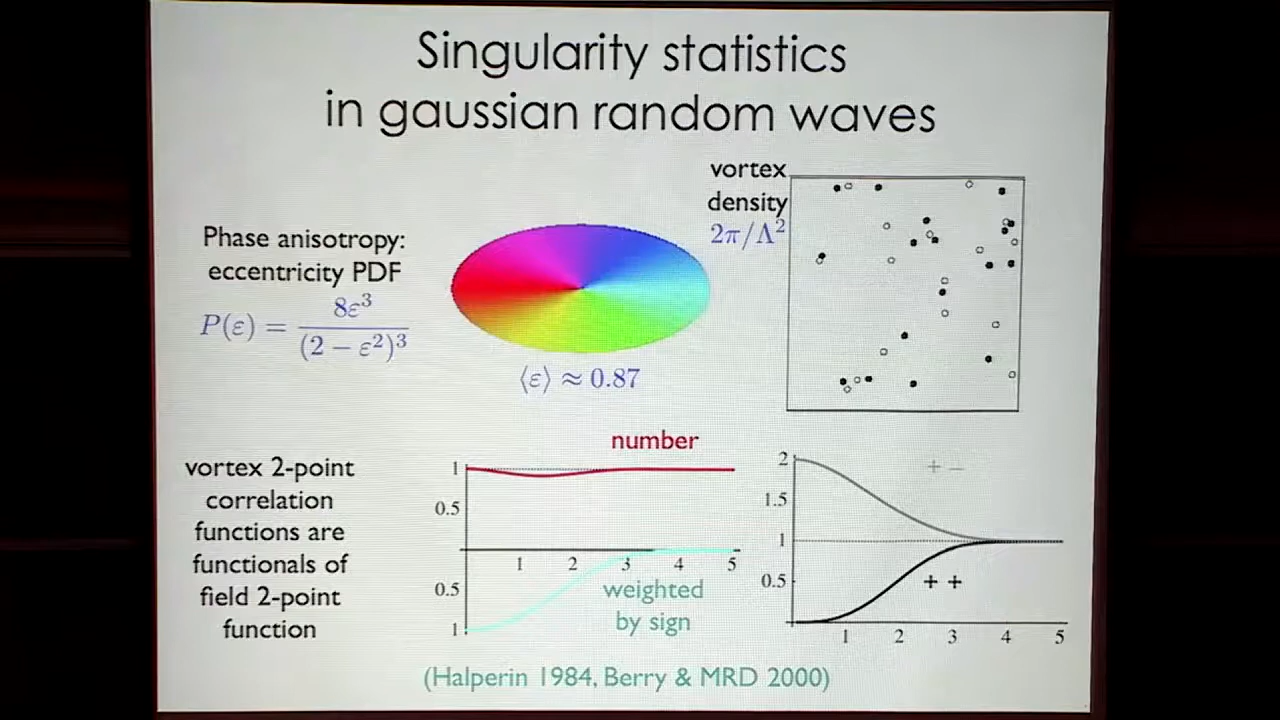 Singularity statistics
in gaussian random waves
Phase anisotropy:
eccentricity PDF
P(ε) = 8ε³ / (2 − ε²)³
⟨ε⟩ ≈ 0.87
vortex
density
2π/Λ²
vortex 2-point
correlation
functions are
functionals of
field 2-point
function
number
1
0.5
1 2 3 4 5
0.5
1
weighted
by sign
2
1.5
1
0.5
+ −
+ +
1 2 3 4 5
(Halperin 1984, Berry & MRD 2000)